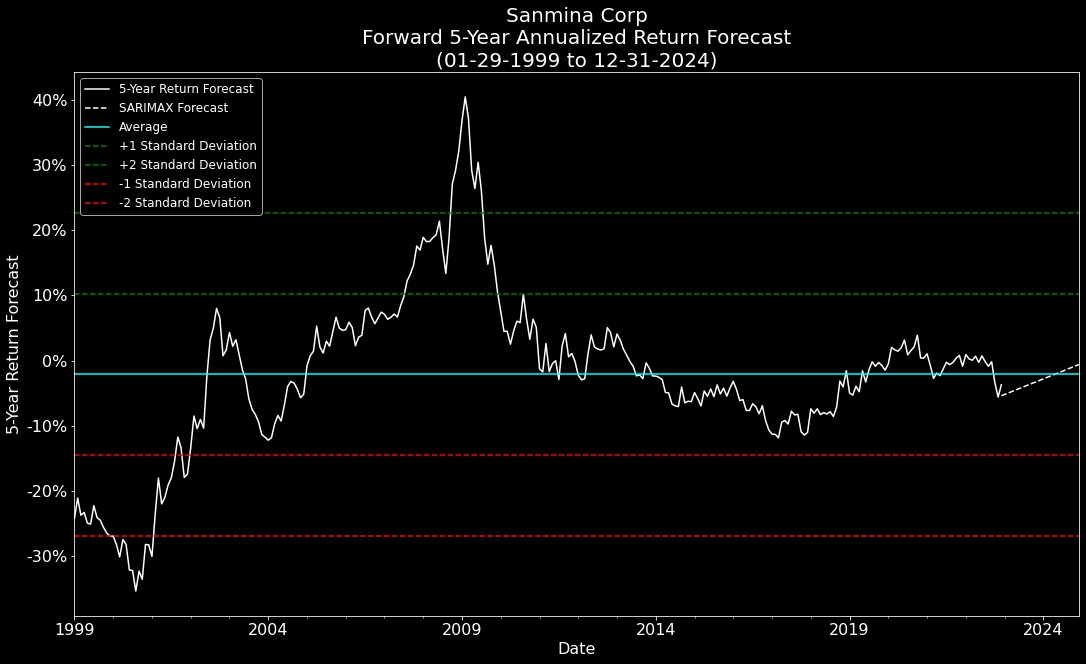 Sanmina Corp
Forward 5-Year Annualized Return Forecast
(01-29-1999 to 12-31-2024)
5-Year Return Forecast
SARIMAX Forecast
Average
+1 Standard Deviation
+2 Standard Deviation
-1 Standard Deviation
-2 Standard Deviation
40%
30%
20%
10%
0%
-10%
-20%
-30%
5-Year Return Forecast
1999 2004 2009 2014 2019 2024
Date